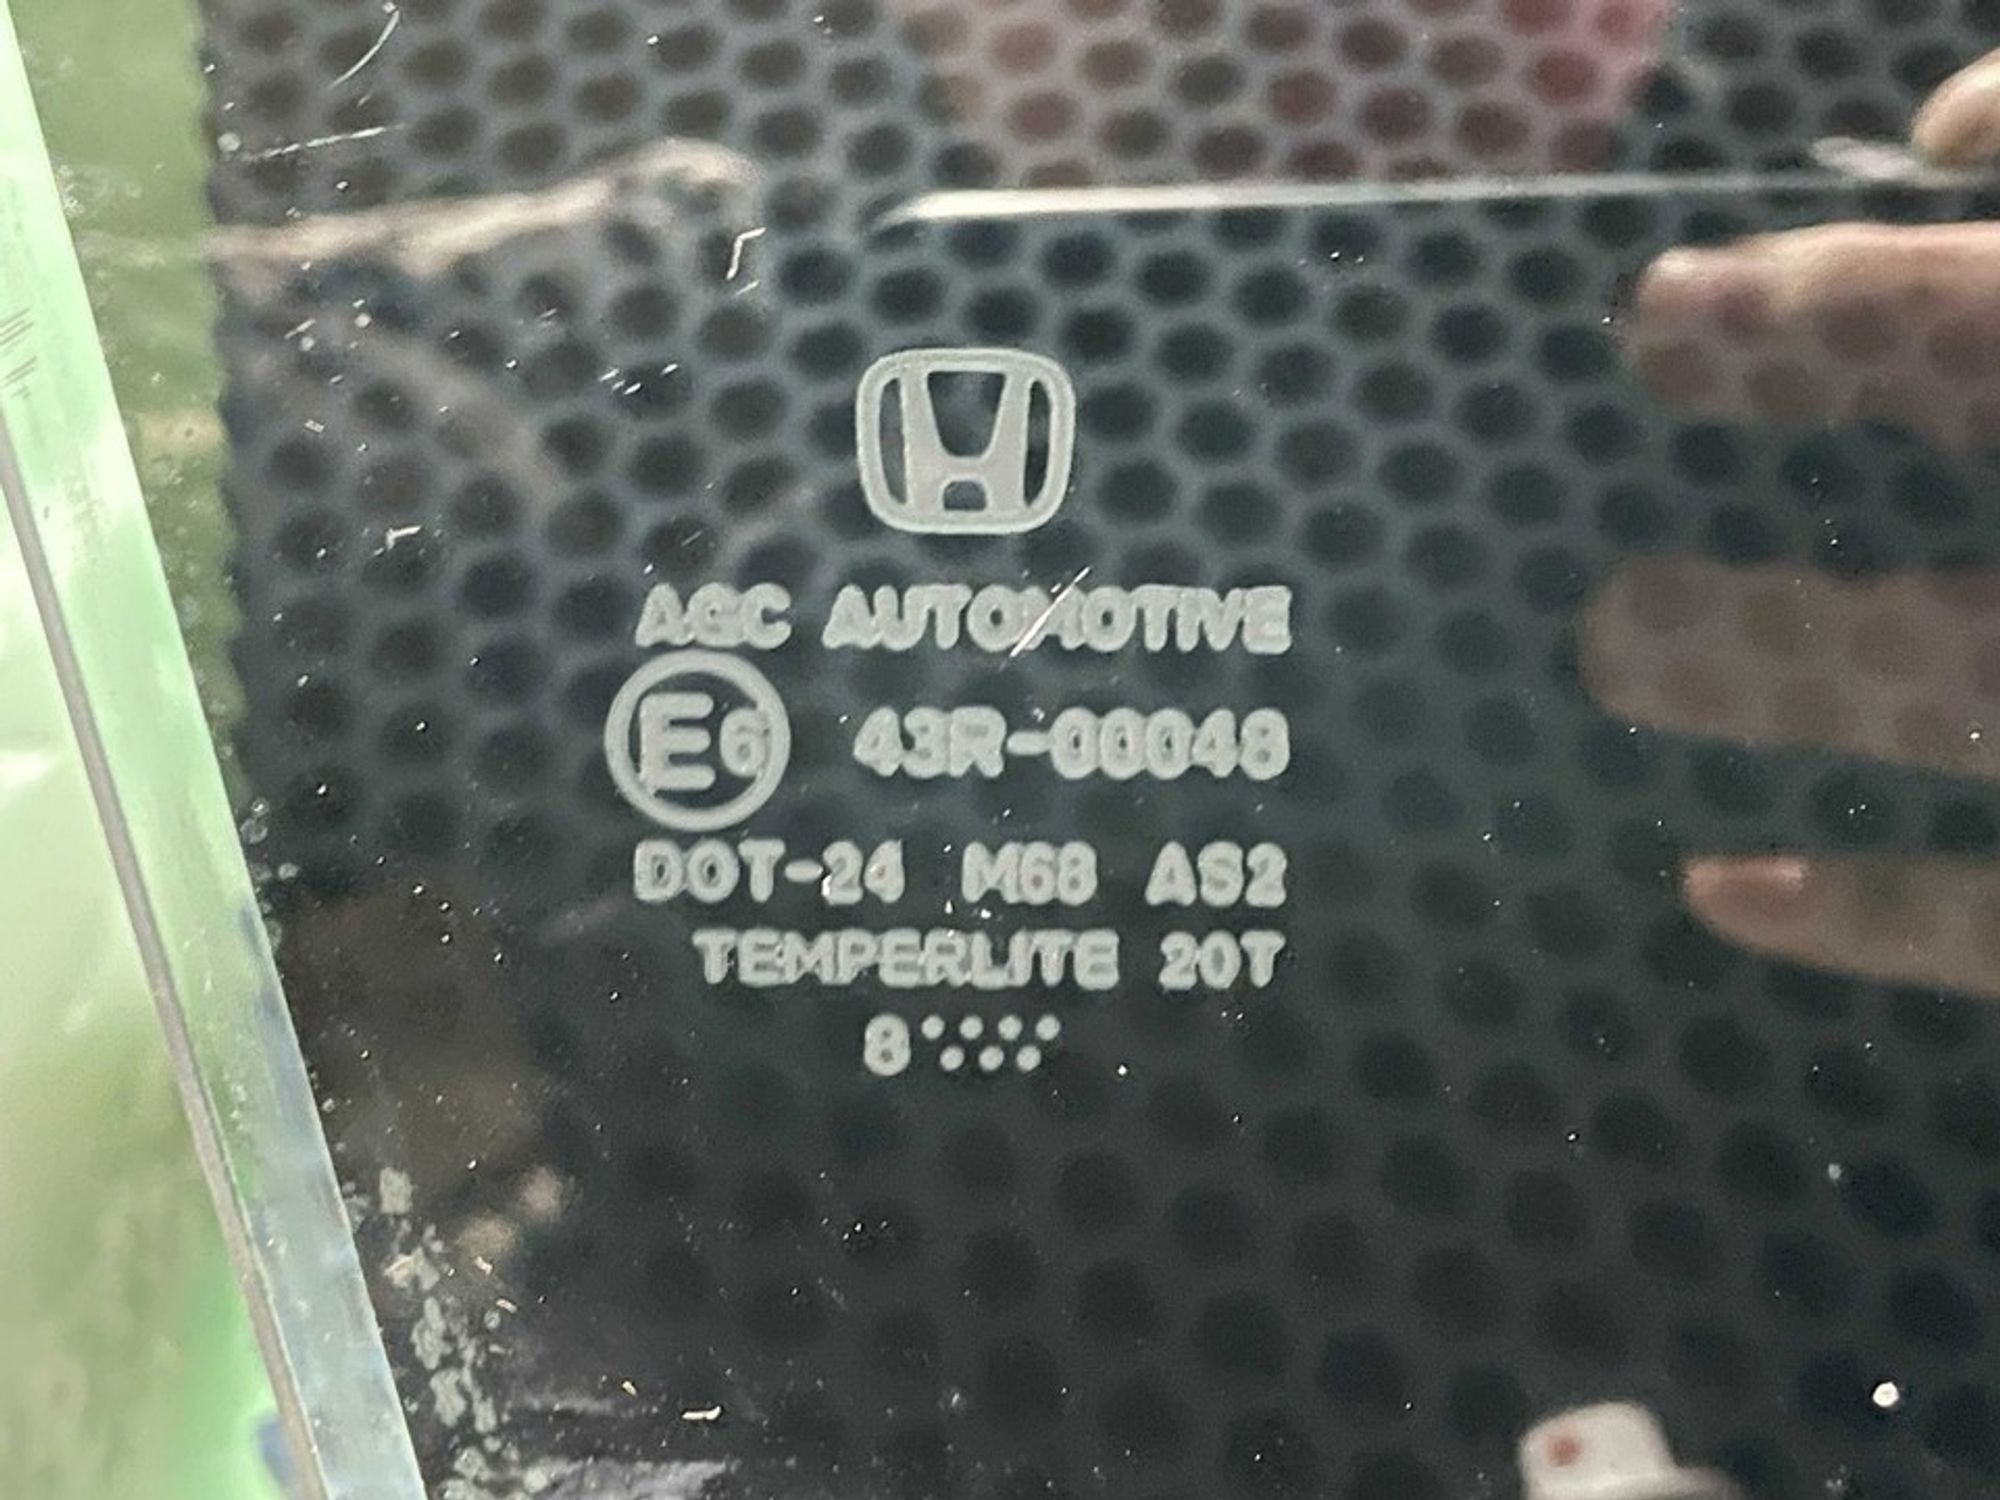 AGC AUTOMOTIVE
E6 43R-00048
DOT-24 M68 AS2
TEMPERLITE 20T
8